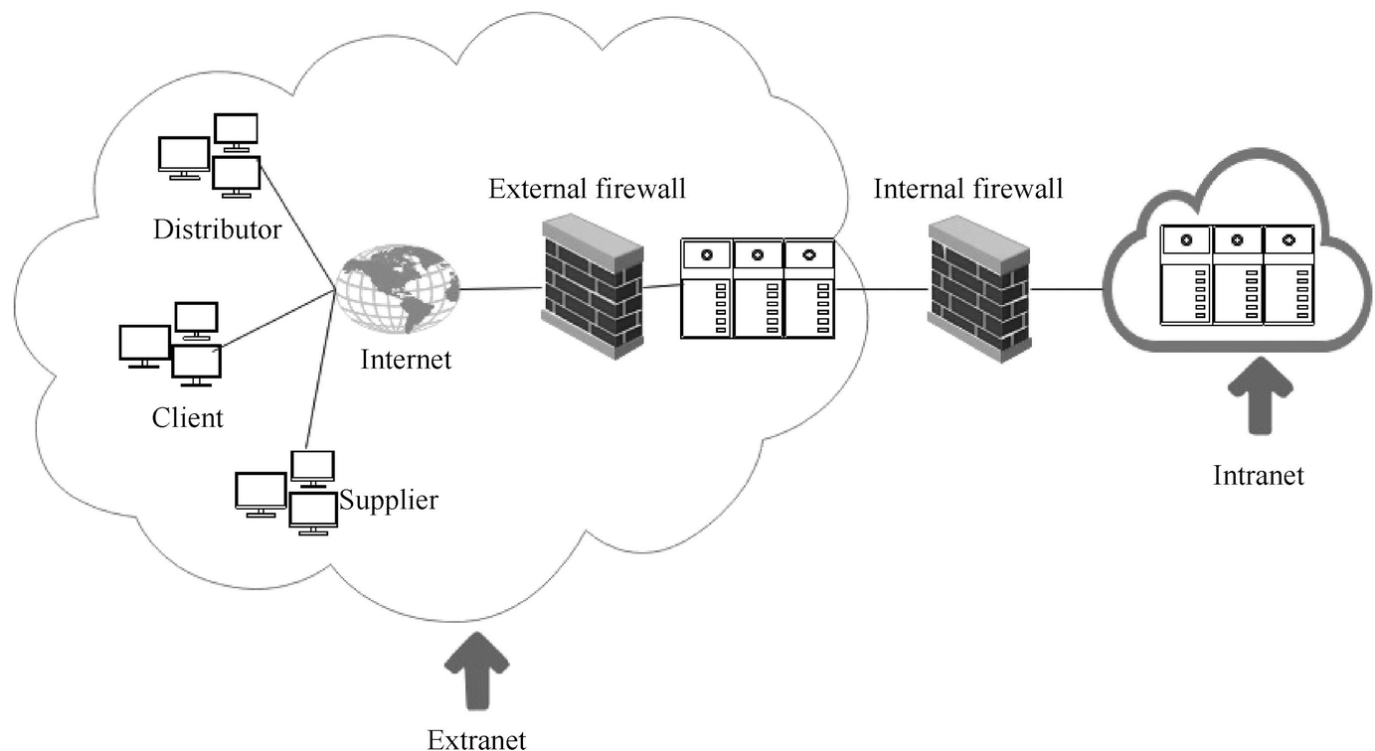 External firewall
Internal firewall
Distributor
Internet
Client
Supplier
Intranet
Extranet